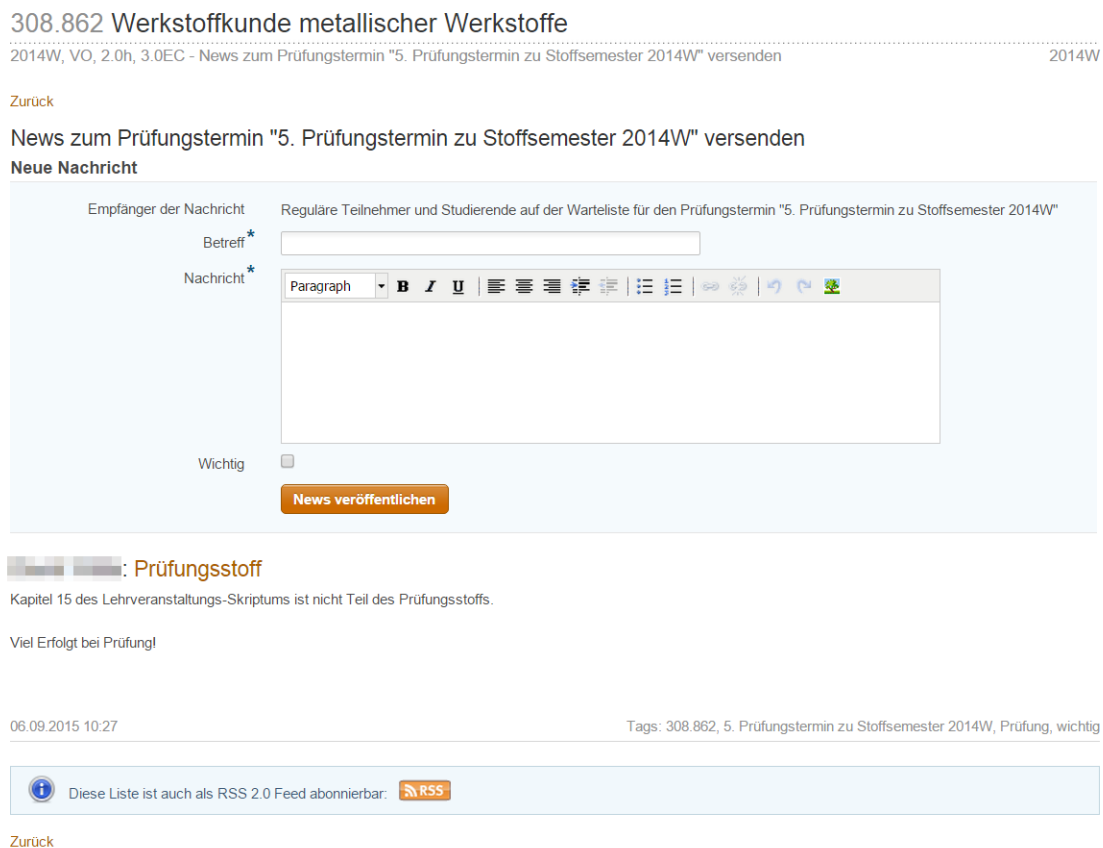 308.862 Werkstoffkunde metallischer Werkstoffe
2014W, VO, 2.0h, 3.0EC - News zum Prüfungstermin "5. Prüfungstermin zu Stoffsemester 2014W" versenden 2014W
Zurück
News zum Prüfungstermin "5. Prüfungstermin zu Stoffsemester 2014W" versenden
Neue Nachricht
Empfänger der Nachricht Reguläre Teilnehmer und Studierende auf der Warteliste für den Prüfungstermin "5. Prüfungstermin zu Stoffsemester 2014W"
Betreff*
Nachricht*
Paragraph B I U
Wichtig
News veröffentlichen
: Prüfungsstoff
Kapitel 15 des Lehrveranstaltungs-Skriptums ist nicht Teil des Prüfungsstoffs.
Viel Erfolgt bei Prüfung!
06.09.2015 10:27 Tags: 308.862, 5. Prüfungstermin zu Stoffsemester 2014W, Prüfung, wichtig
Diese Liste ist auch als RSS 2.0 Feed abonnierbar: RSS
Zurück